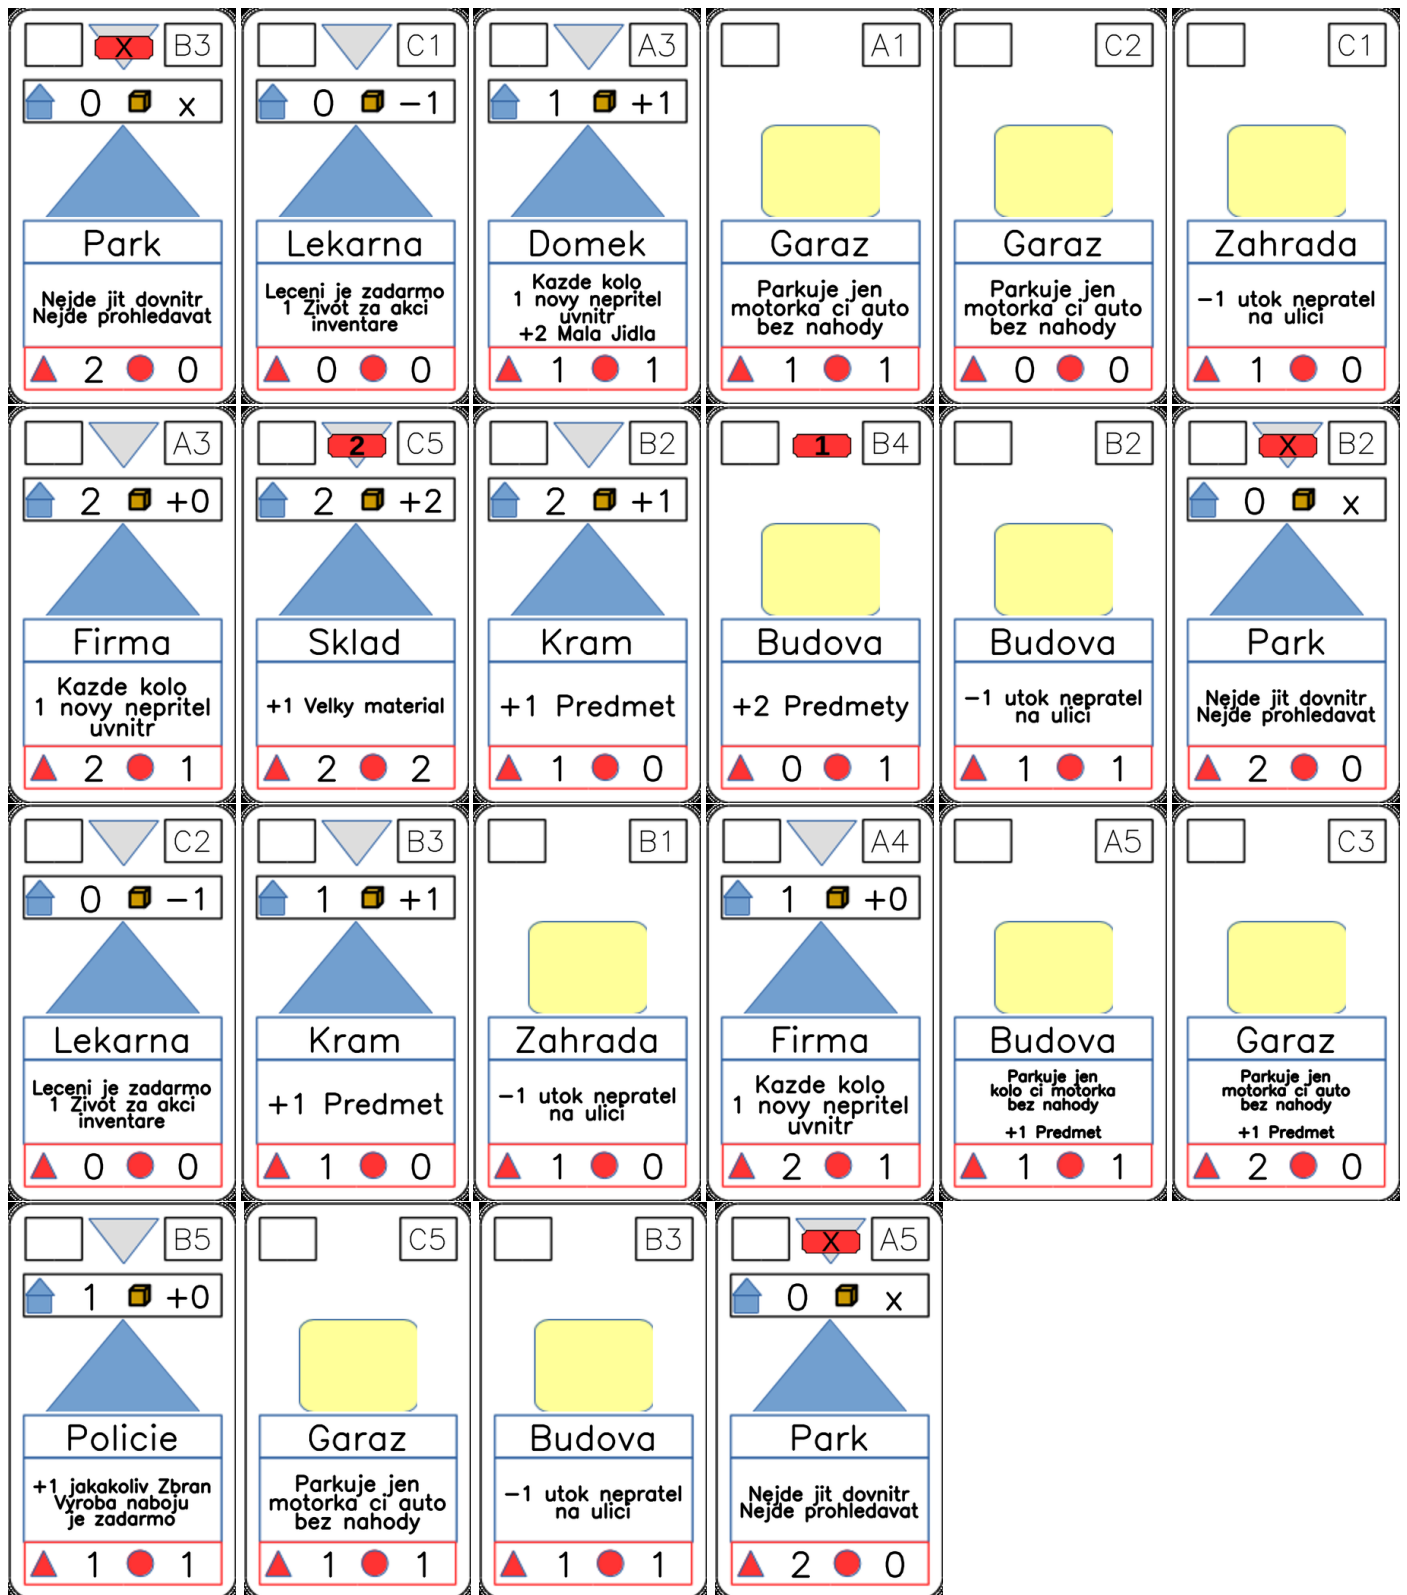 X B3
0 x
Park
Nejde jit dovnitr
Nejde prohledavat
2 0
C1
0 -1
Lekarna
Leceni je zadarmo
1 Zivot za akci
inventare
0 0
A3
1 +1
Domek
Kazde kolo
1 novy nepritel
uvnitr
+2 Mala Jidla
1 1
A1
Garaz
Parkuje jen
motorka ci auto
bez nahody
1 1
C2
Garaz
Parkuje jen
motorka ci auto
bez nahody
0 0
C1
Zahrada
-1 utok nepratel
na ulici
1 0
A3
2 +0
Firma
Kazde kolo
1 novy nepritel
uvnitr
2 1
2 C5
2 +2
Sklad
+1 Velky material
2 2
B2
2 +1
Kram
+1 Predmet
1 0
1 B4
Budova
+2 Predmety
0 1
B2
Budova
-1 utok nepratel
na ulici
1 1
X B2
0 x
Park
Nejde jit dovnitr
Nejde prohledavat
2 0
C2
0 -1
Lekarna
Leceni je zadarmo
1 Zivot za akci
inventare
0 0
B3
1 +1
Kram
+1 Predmet
1 0
B1
Zahrada
-1 utok nepratel
na ulici
1 0
A4
1 +0
Firma
Kazde kolo
1 novy nepritel
uvnitr
2 1
A5
Budova
Parkuje jen
kolo ci motorka
bez nahody
+1 Predmet
1 1
C3
Garaz
Parkuje jen
motorka ci auto
bez nahody
+1 Predmet
2 0
B5
1 +0
Policie
+1 jakakoliv Zbran
Vyroba naboju
je zadarmo
1 1
C5
Garaz
Parkuje jen
motorka ci auto
bez nahody
1 1
B3
Budova
-1 utok nepratel
na ulici
1 1
X A5
0 x
Park
Nejde jit dovnitr
Nejde prohledavat
2 0